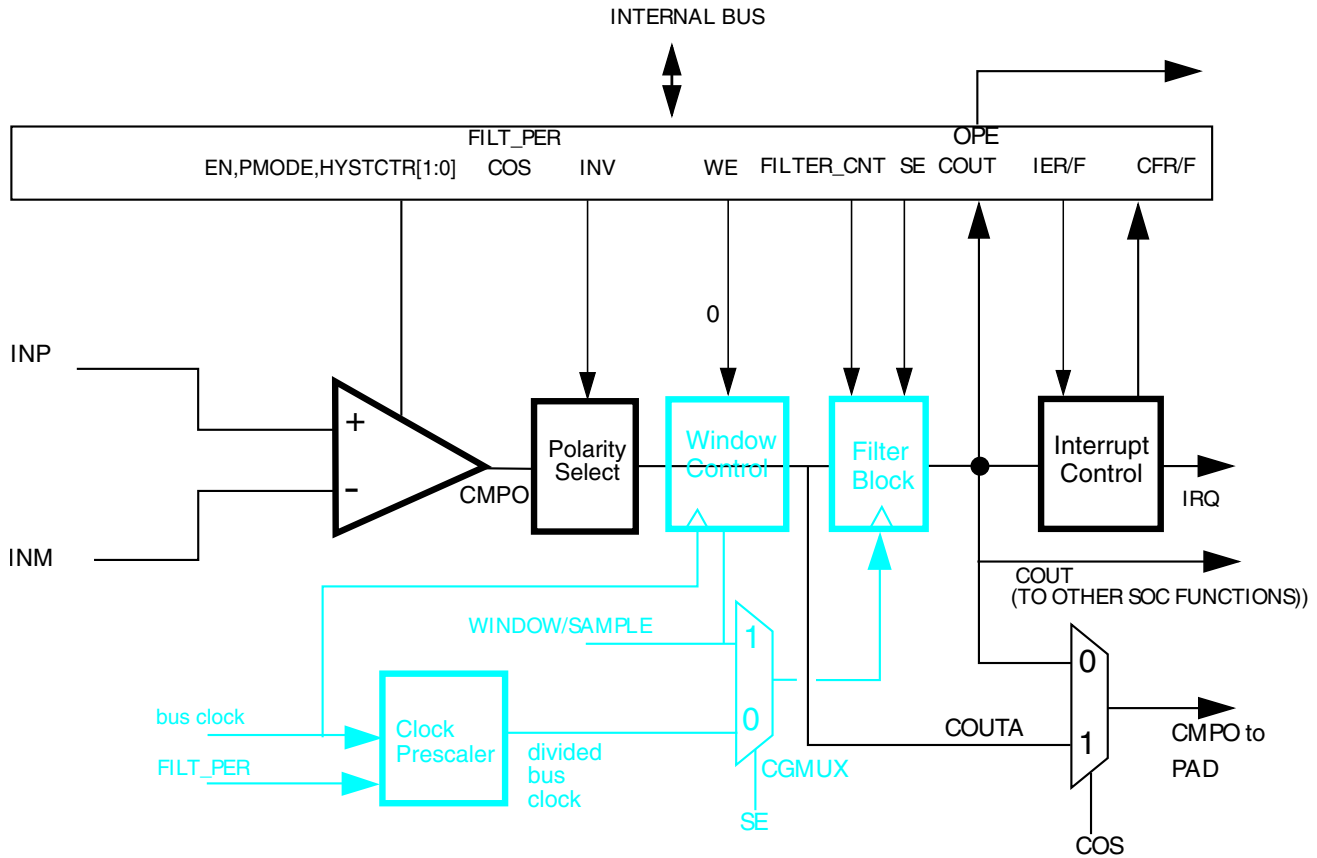 INTERNAL BUS
FILT_PER
OPE
EN,PMODE,HYSTCTR[1:0]
COS
INV
WE
FILTER_CNT
SE
COUT
IER/F
CFR/F
0
INP
+
-
INM
CMPO
Polarity
Select
Window
Control
Filter
Block
Interrupt
Control
IRQ
COUT
(TO OTHER SOC FUNCTIONS))
WINDOW/SAMPLE
1
0
CGMUX
SE
bus clock
FILT_PER
Clock
Prescaler
divided
bus
clock
COUTA
0
1
CMPO to
PAD
COS